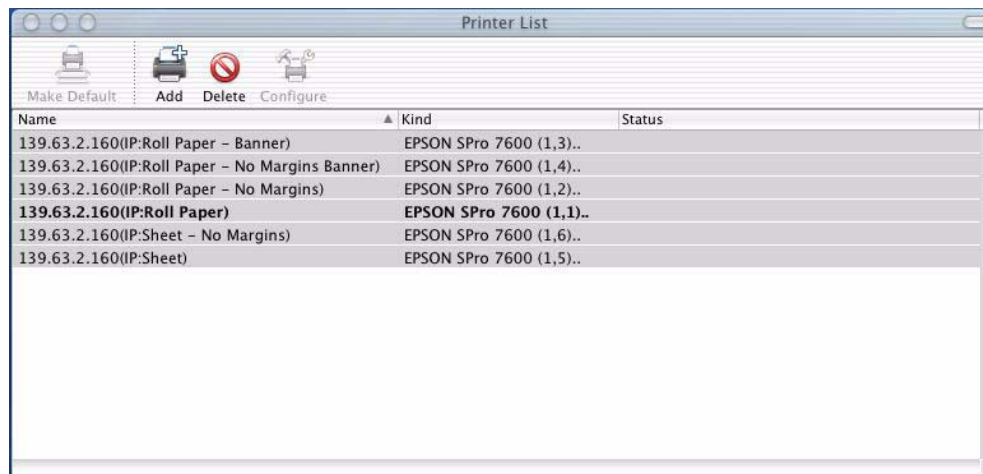 Printer List
Make Default Add Delete Configure
Name Kind Status
139.63.2.160(IP:Roll Paper – Banner) EPSON SPro 7600 (1,3)..
139.63.2.160(IP:Roll Paper – No Margins Banner) EPSON SPro 7600 (1,4)..
139.63.2.160(IP:Roll Paper – No Margins) EPSON SPro 7600 (1,2)..
139.63.2.160(IP:Roll Paper) EPSON SPro 7600 (1,1)..
139.63.2.160(IP:Sheet – No Margins) EPSON SPro 7600 (1,6)..
139.63.2.160(IP:Sheet) EPSON SPro 7600 (1,5)..